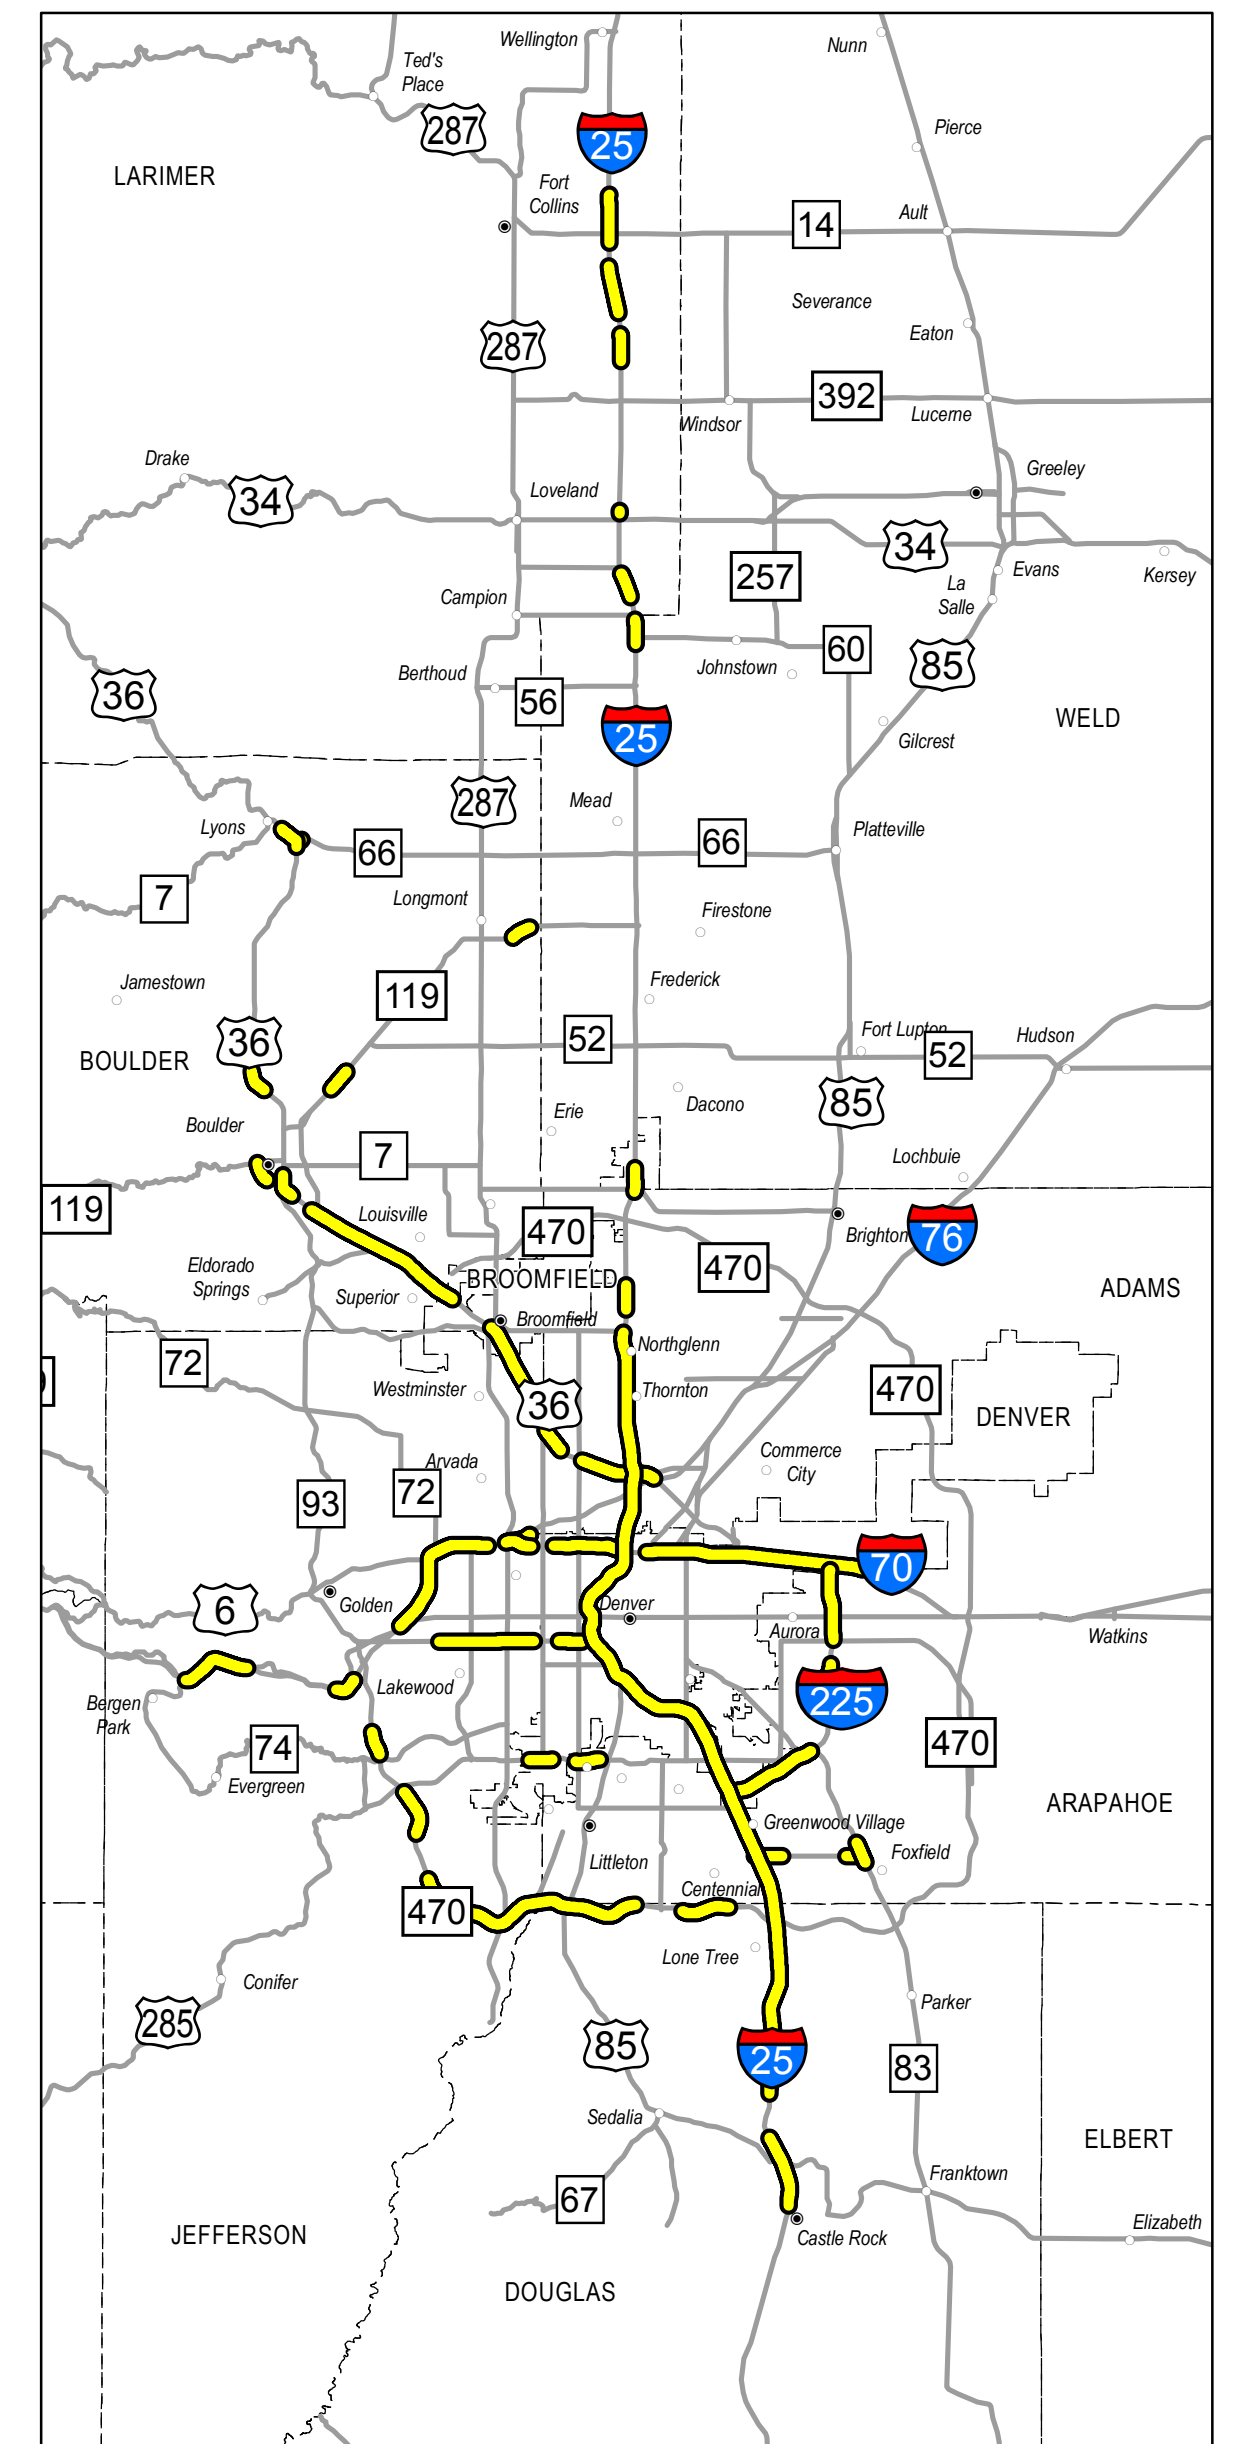 Wellington
Nunn
Ted's
Place
287
25
Pierce
LARIMER
Fort
Collins
14
Ault
Severance
Eaton
287
392
Windsor
Lucerne
Drake
34
Loveland
Greeley
34
257
Evans
Kersey
La
Salle
Campion
60
85
Johnstown
Berthoud
36
56
25
WELD
Gilcrest
287
Mead
Lyons
66
66
Platteville
7
Longmont
Firestone
Jamestown
119
Frederick
36
52
Fort Lupton
52
Hudson
BOULDER
85
Dacono
Erie
Boulder
7
Lochbuie
119
Louisville
470
Brighton
76
470
Eldorado
Springs
BROOMFIELD
Superior
ADAMS
Broomfield
72
Northglenn
Westminster
Thornton
470
36
DENVER
Arvada
Commerce
City
93
72
70
6
Golden
Denver
Aurora
Watkins
Lakewood
225
Bergen
Park
74
470
Evergreen
ARAPAHOE
Greenwood Village
Foxfield
Littleton
Centennial
470
Lone Tree
Conifer
Parker
285
85
25
83
Sedalia
ELBERT
Franktown
67
Elizabeth
JEFFERSON
Castle Rock
DOUGLAS